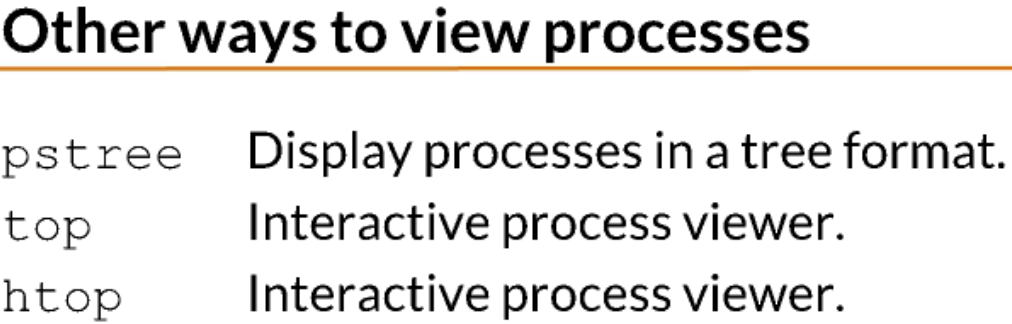 Other ways to view processes
pstree Display processes in a tree format.
top Interactive process viewer.
htop Interactive process viewer.